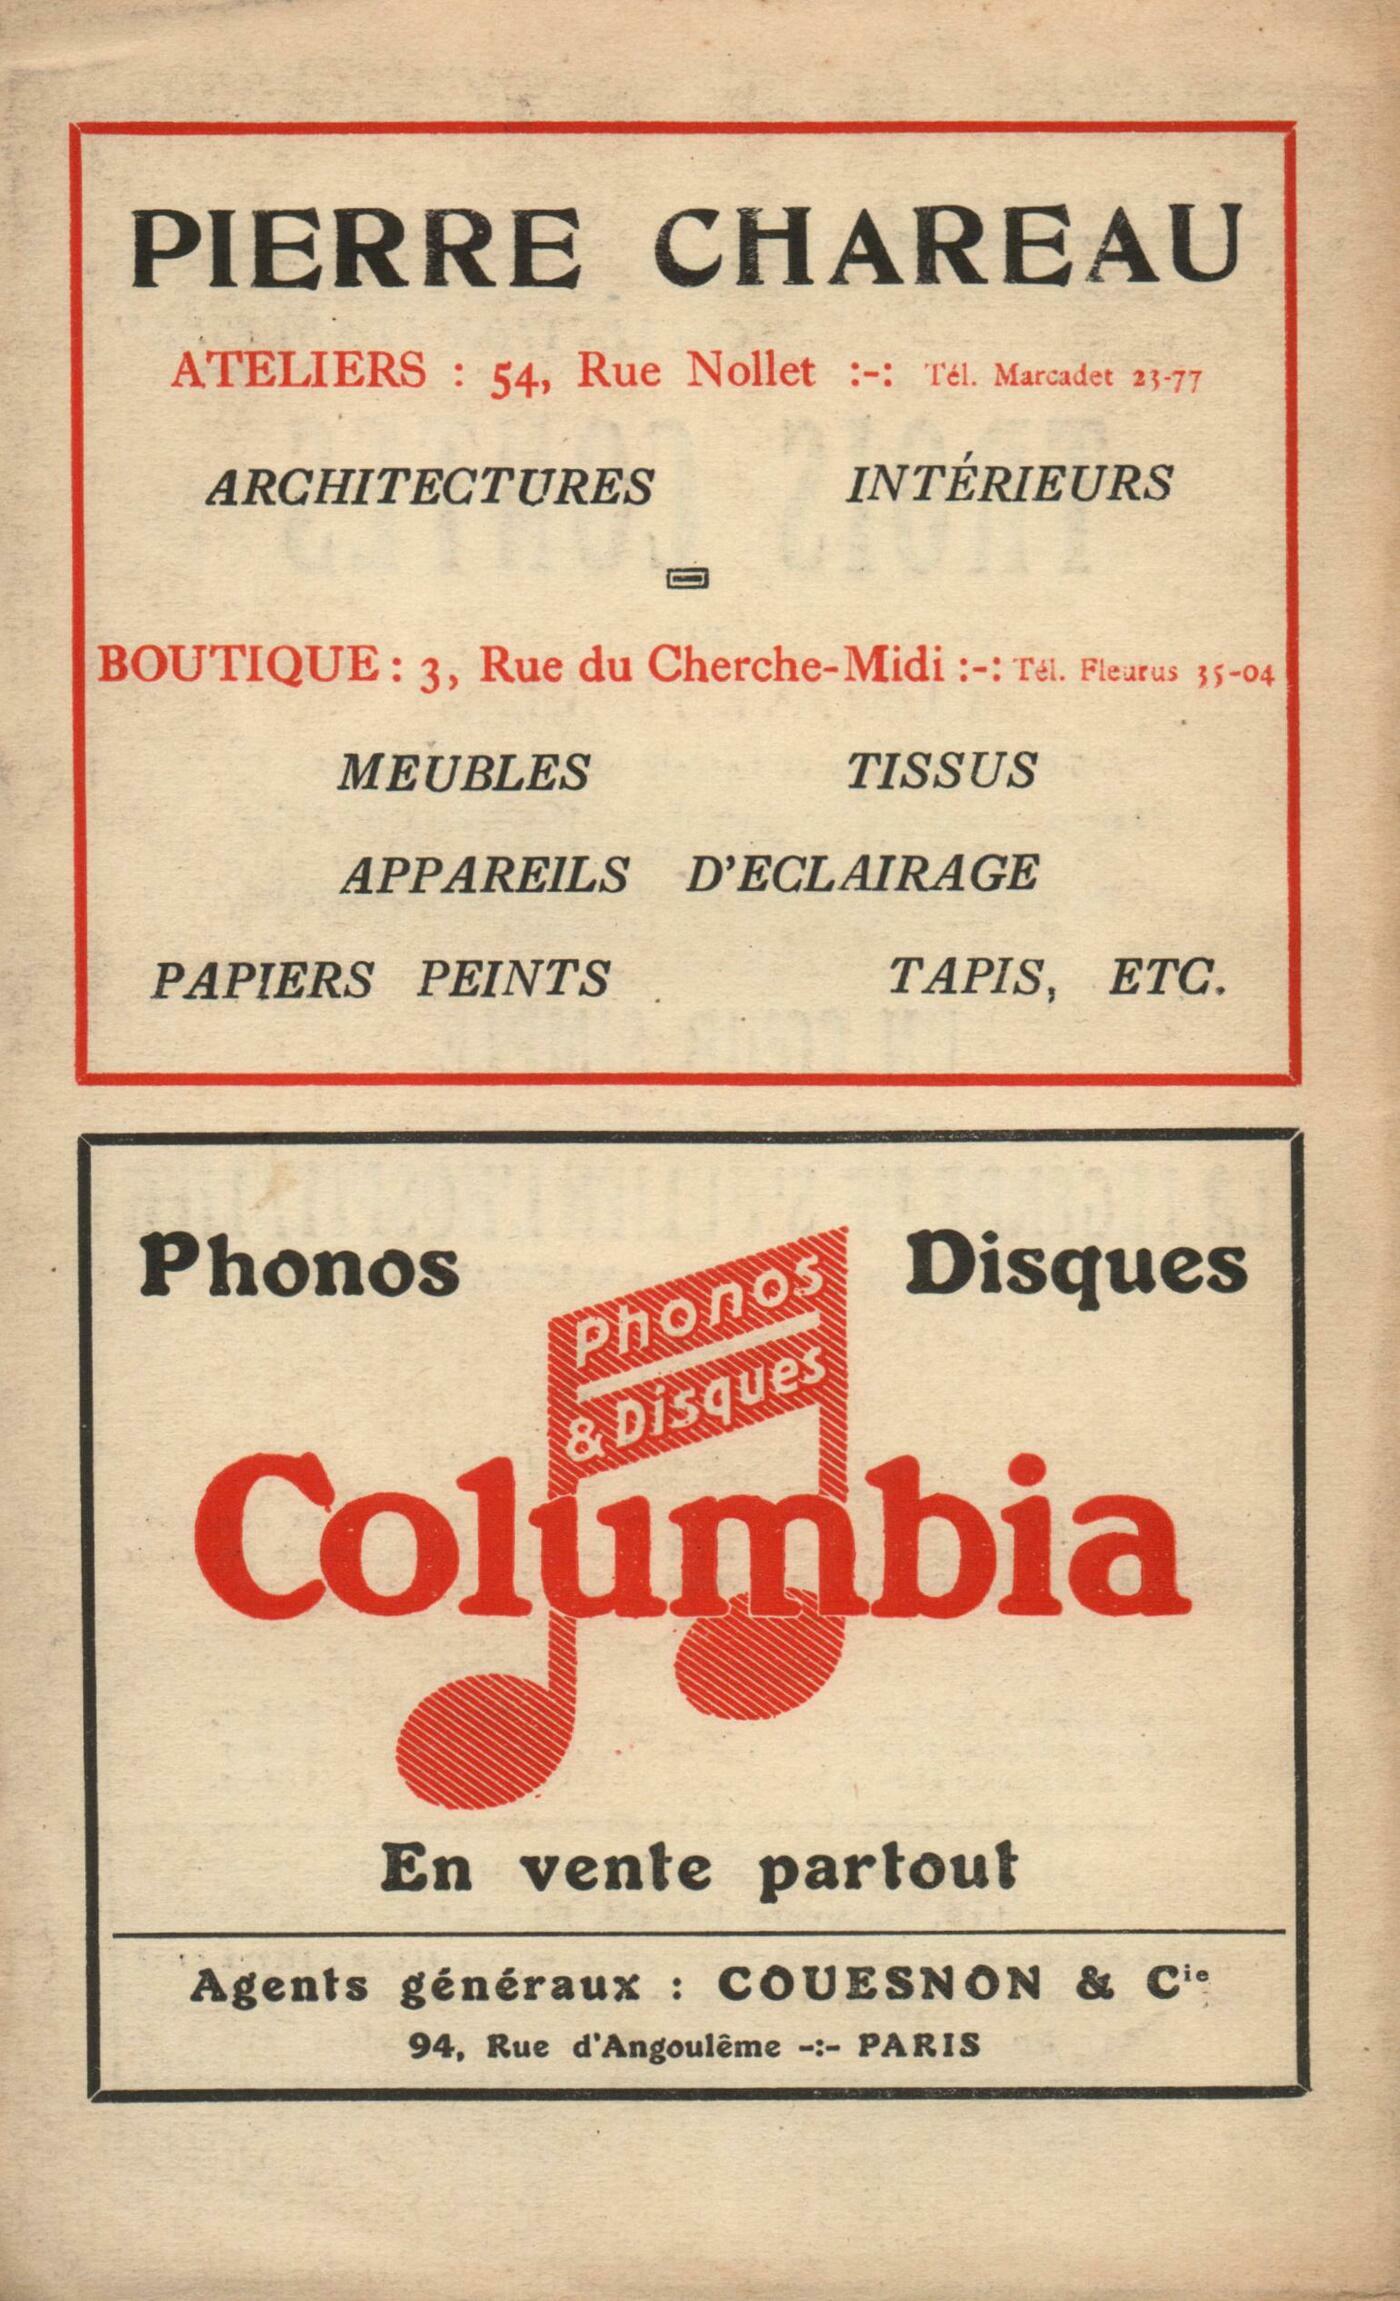 PIERRE CHAREAU
ATELIERS : 54, Rue Nollet :-: Tél. Marcadet 23-77
ARCHITECTURES INTÉRIEURS
BOUTIQUE : 3, Rue du Cherche-Midi :-: Tél. Fleurus 35-04
MEUBLES TISSUS
APPAREILS D'ECLAIRAGE
PAPIERS PEINTS TAPIS, ETC.
Phonos Disques
Phonos
& Disques
Columbia
En vente partout
Agents généraux : COUESNON & Cie
94, Rue d'Angoulême -:- PARIS